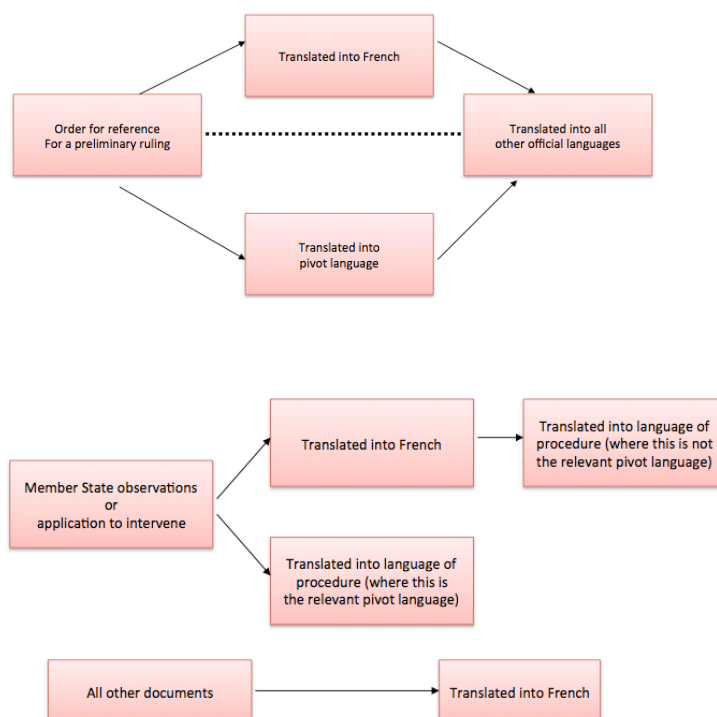 Translated into French
Order for reference
For a preliminary ruling
Translated into all
other official languages
Translated into
pivot language
Translated into French
Translated into language of
procedure (where this is not
the relevant pivot language)
Member State observations
or
application to intervene
Translated into language of
procedure (where this is
the relevant pivot language)
All other documents
Translated into French